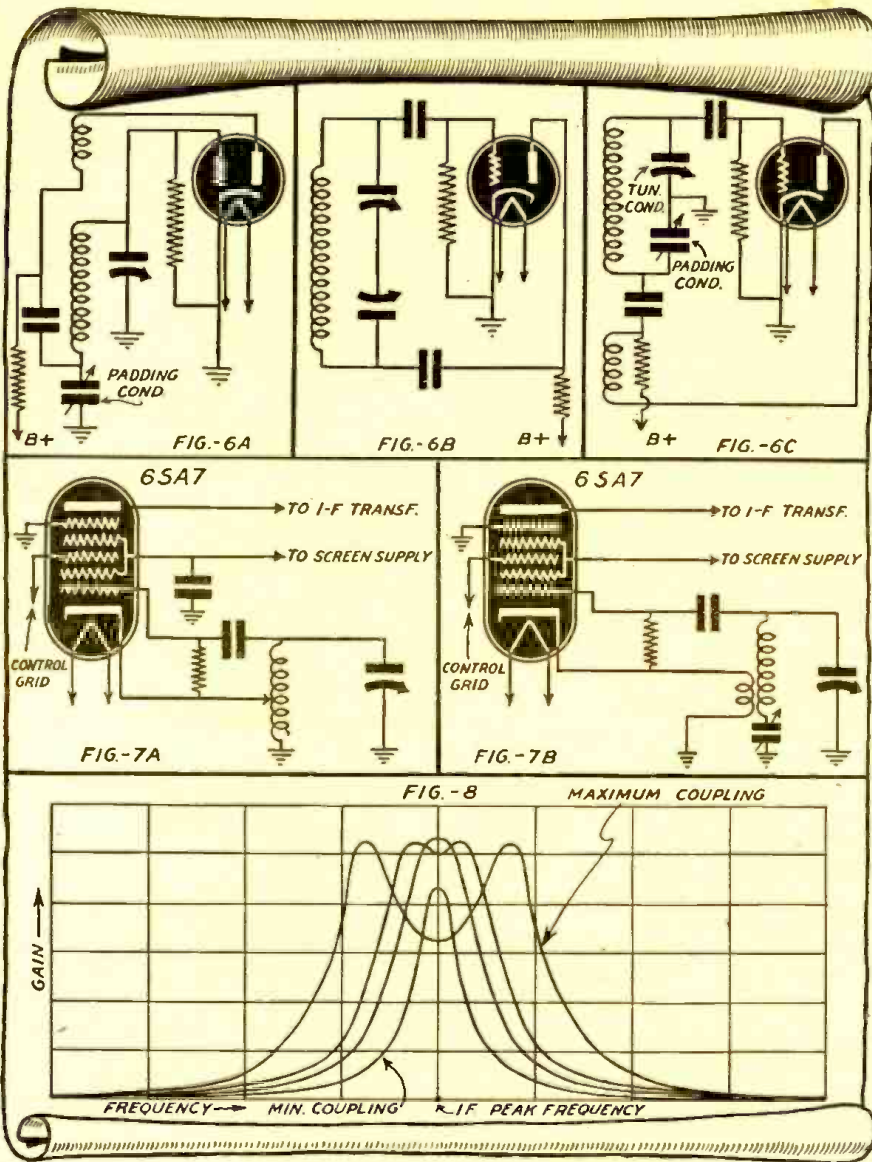 PADDING
COND.
B+
FIG.-6A
FIG.-6B
B+
TUN.
COND.
PADDING
COND.
B+
FIG.-6C
6SA7
TO I-F TRANSF.
TO SCREEN SUPPLY
CONTROL
GRID
FIG.-7A
6SA7
TO I-F TRANSF.
TO SCREEN SUPPLY
CONTROL
GRID
FIG.-7B
FIG.-8
MAXIMUM COUPLING
GAIN
FREQUENCY
MIN. COUPLING
IF PEAK FREQUENCY